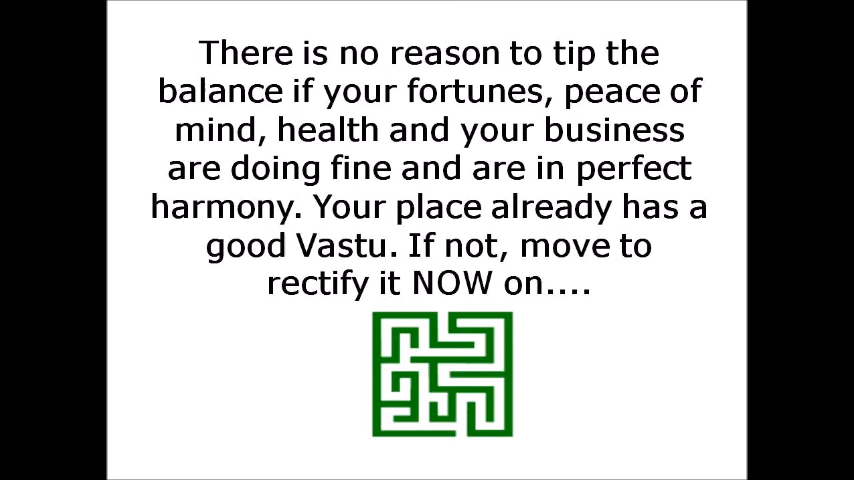 There is no reason to tip the
balance if your fortunes, peace of
mind, health and your business
are doing fine and are in perfect
harmony. Your place already has a
good Vastu. If not, move to
rectify it NOW on....